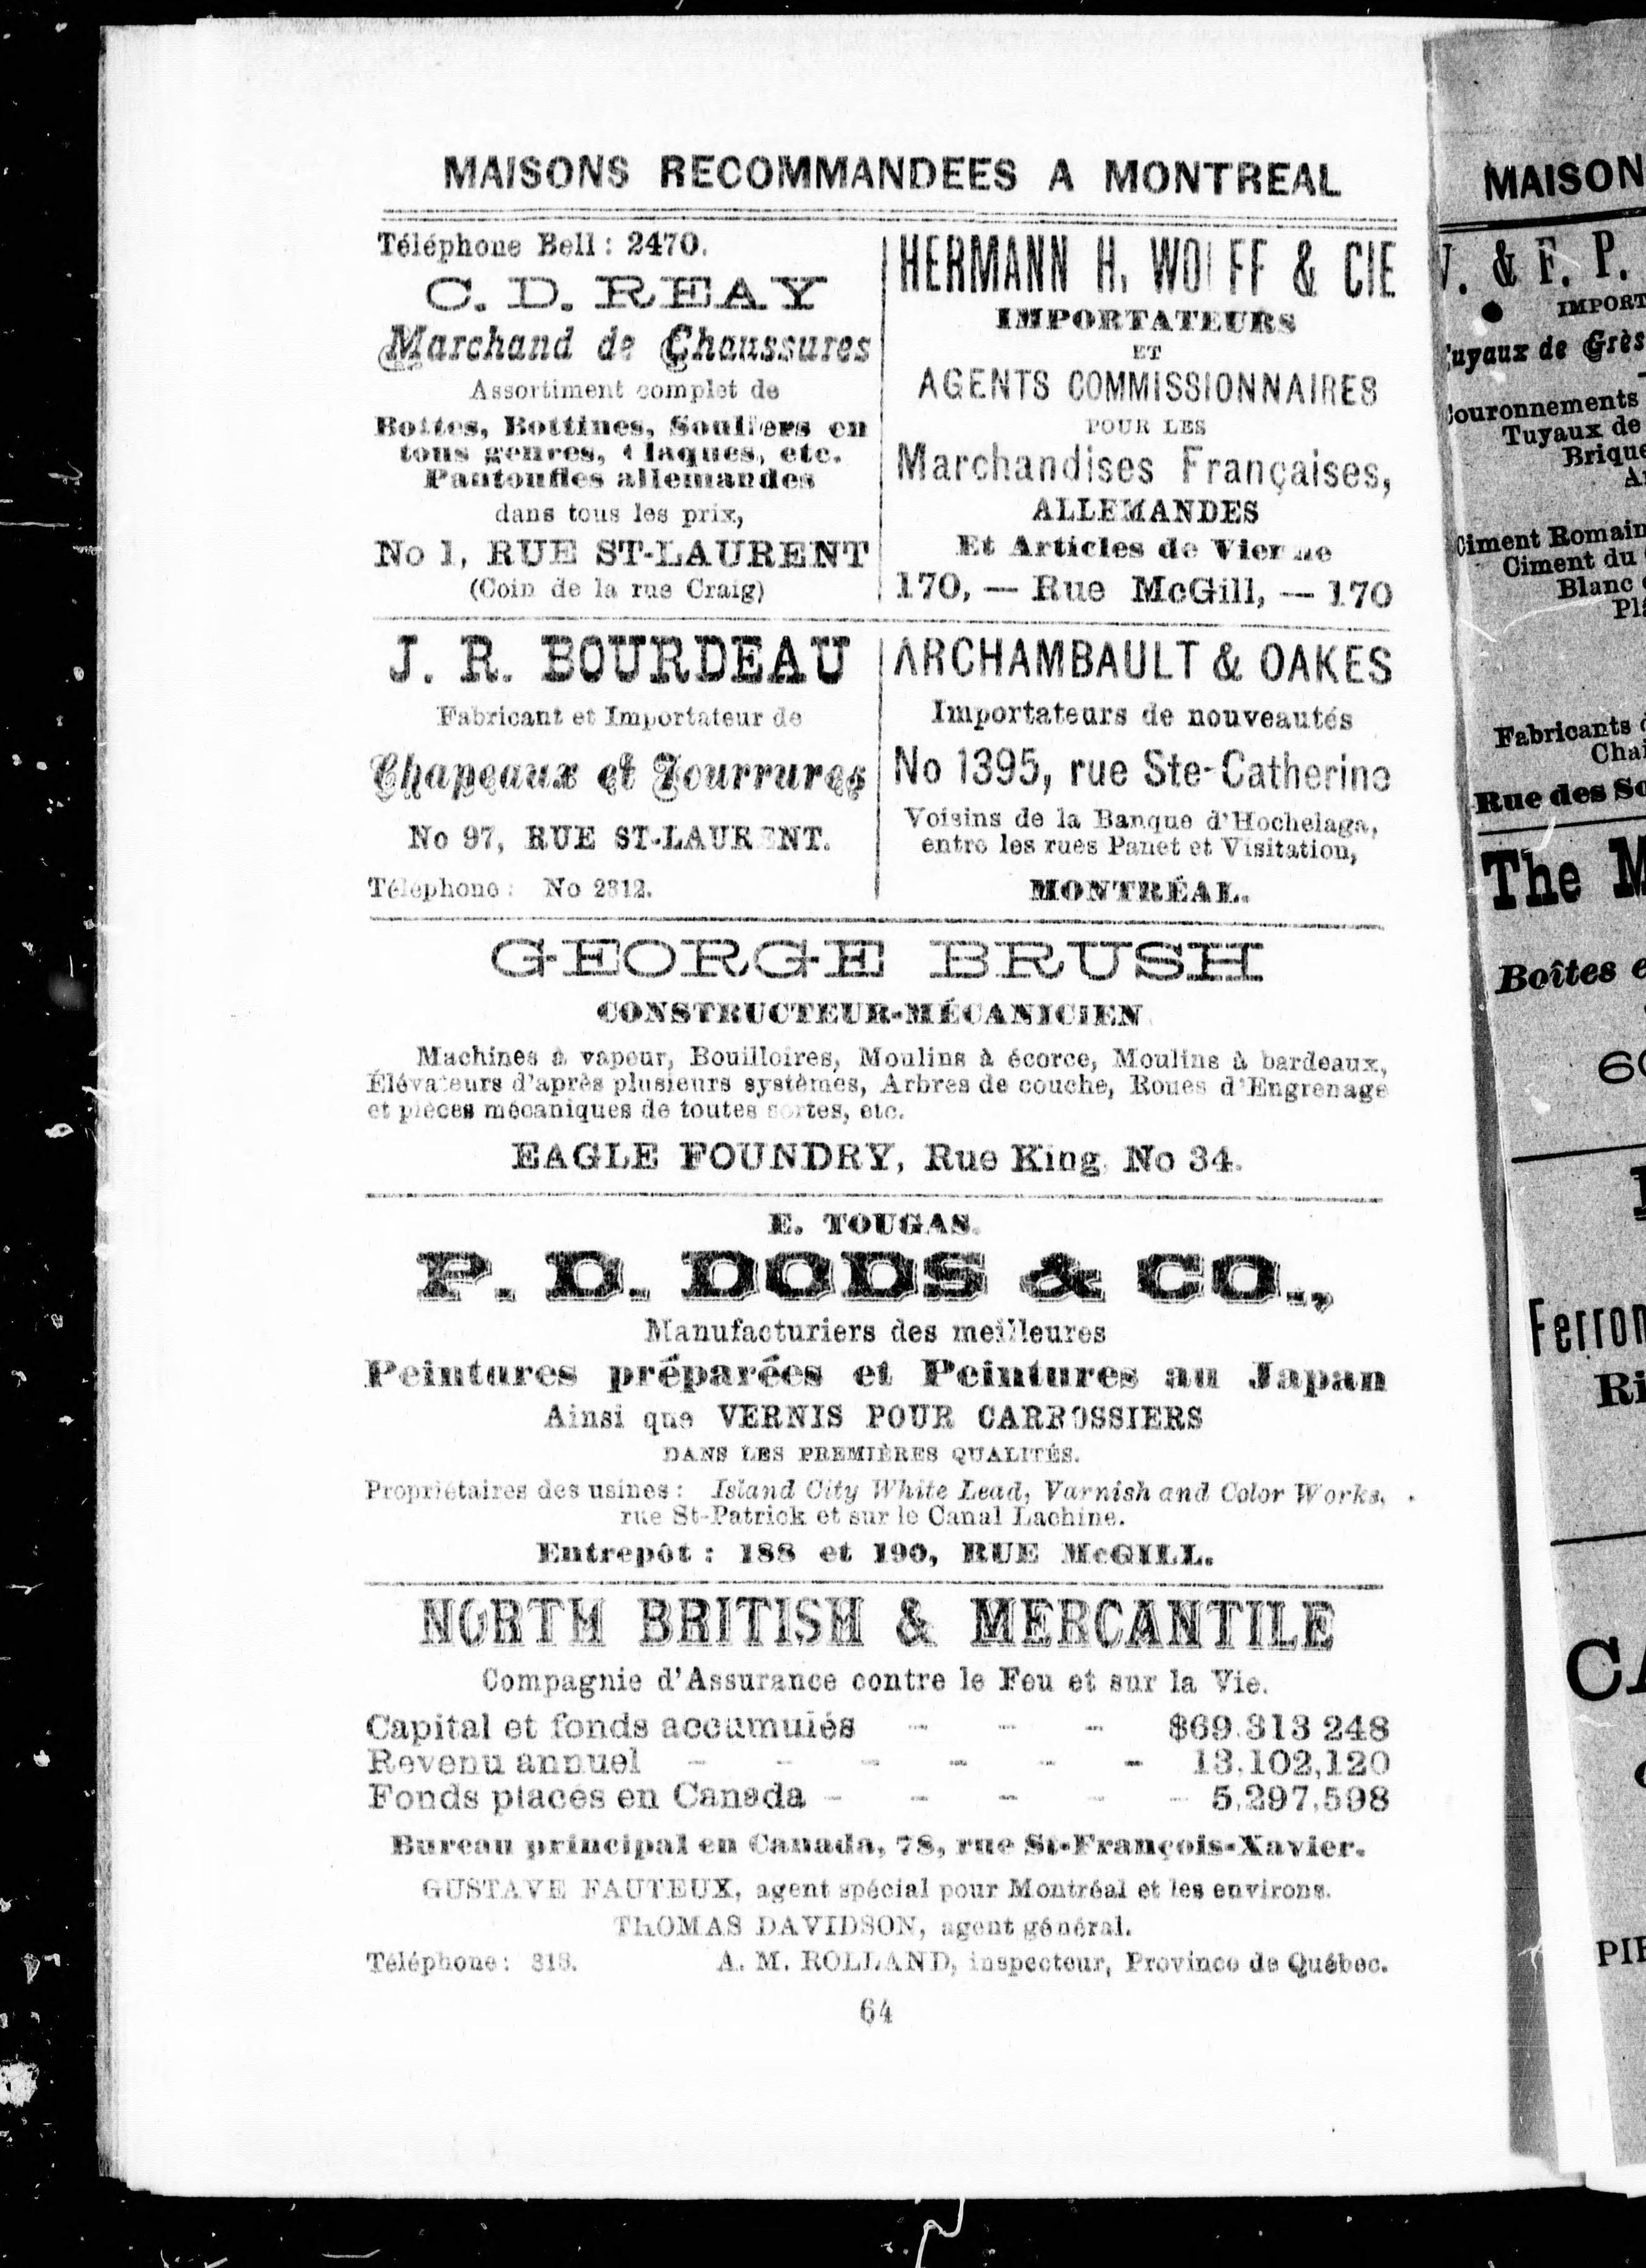 MAISONS RECOMMANDEES A MONTREAL
Téléphone Bell : 2470.
C. D. REAY
Marchand de Chaussures
Assortiment complet de
Bottes, Bottines, Souliers en
tous genres, Claques, etc.
Pantoufles allemandes
dans tous les prix,
No 1, RUE ST-LAURENT
(Coin de la rue Craig)
HERMANN H. WOLFF & CIE
IMPORTATEURS
ET
AGENTS COMMISSIONNAIRES
POUR LES
Marchandises Françaises,
ALLEMANDES
Et Articles de Vienne
170, — Rue McGill, — 170
J. R. BOURDEAU
Fabricant et Importateur de
Chapeaux et Fourrures
No 97, RUE ST-LAURENT.
Téléphone : No 2312.
ARCHAMBAULT & OAKES
Importateurs de nouveautés
No 1395, rue Ste-Catherine
Voisins de la Banque d'Hochelaga,
entre les rues Panet et Visitation,
MONTRÉAL.
GEORGE BRUSH
CONSTRUCTEUR-MÉCANICIEN
Machines à vapeur, Bouilloires, Moulins à écorce, Moulins à bardeaux,
Élévateurs d'après plusieurs systèmes, Arbres de couche, Roues d'Engrenage
et pièces mécaniques de toutes sortes, etc.
EAGLE FOUNDRY, Rue King, No 34.
E. TOUGAS.
P. D. DODS & CO.,
Manufacturiers des meilleures
Peintures préparées et Peintures au Japan
Ainsi que VERNIS POUR CARROSSIERS
DANS LES PREMIÈRES QUALITÉS.
Propriétaires des usines : Island City White Lead, Varnish and Color Works,
rue St-Patrick et sur le Canal Lachine.
Entrepôt : 188 et 190, RUE McGILL.
NORTH BRITISH & MERCANTILE
Compagnie d'Assurance contre le Feu et sur la Vie.
Capital et fonds accumulés - - - $69.313 248
Revenu annuel - - - - - - 13,102,120
Fonds placés en Canada - - - - - 5,297,598
Bureau principal en Canada, 78, rue St-François-Xavier.
GUSTAVE FAUTEUX, agent spécial pour Montréal et les environs.
THOMAS DAVIDSON, agent général.
Téléphone : 318. A. M. ROLLAND, inspecteur, Province de Québec.
64
MAISON
. & F. P.
IMPORT
uyaux de Grès
ouronnements
Tuyaux de
Brique
Ciment Romain
Ciment du
Blanc
Fabricants
Chai
Rue des So
The M
Boîtes e
60
Ferron
Ri
CA
PIE